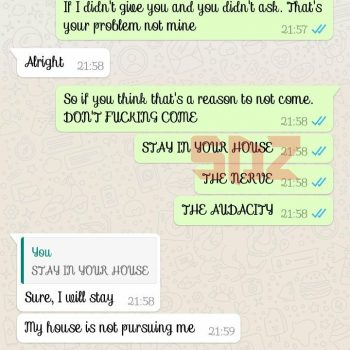 If I didn't give you and you didn't ask. That's
your problem not mine
21:57
Alright 21:58
So if you think that's a reason to not come.
DON'T FUCKING COME 21:58
STAY IN YOUR HOUSE 21:58
SDZ
THE NERVE 21:58
THE AUDACITY 21:58
You
STAY IN YOUR HOUSE
Sure, I will stay 21:58
My house is not pursuing me 21:59